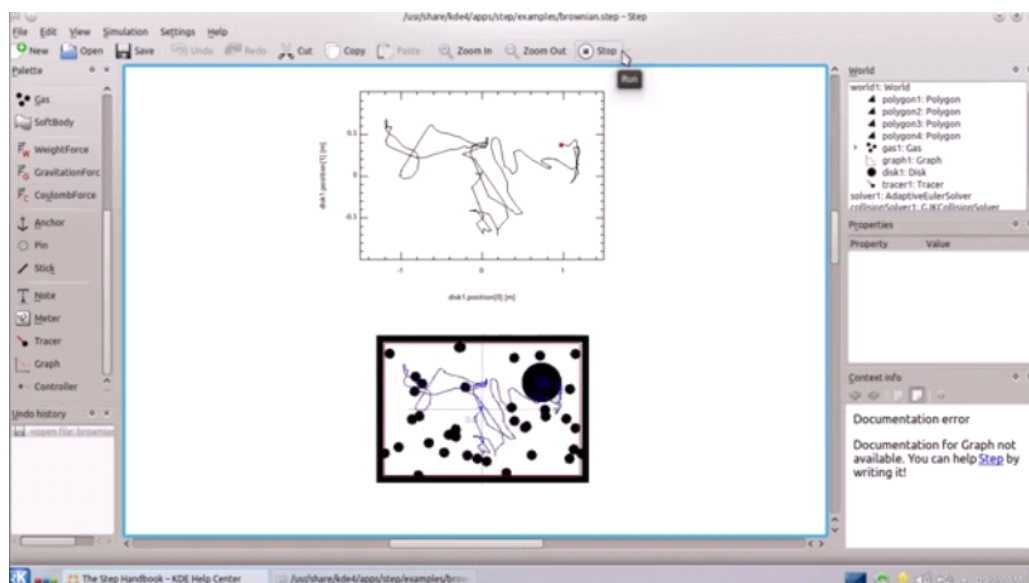 /usr/share/kde4/apps/step/examples/brownian.step – Step
File Edit View Simulation Settings Help
New Open Save Undo Redo Cut Copy Paste Zoom In Zoom Out Stop
Run
Palette
Gas
SoftBody
WeightForce
GravitationForc
CoulombForce
Anchor
Pin
Stick
Note
Meter
Tracer
Graph
Controller
Undo history
<open file: brownian
0.5
0
-0.5
disk1.position[1] [m]
-1 0 1
disk1.position[0] [m]
World
world1: World
polygon1: Polygon
polygon2: Polygon
polygon3: Polygon
polygon4: Polygon
gas1: Gas
graph1: Graph
disk1: Disk
tracer1: Tracer
solver1: AdaptiveEulerSolver
collisionSolver1: GJKCollisionSolver
Properties
Property Value
Context info
Documentation error
Documentation for Graph not
available. You can help Step by
writing it!
The Step Handbook – KDE Help Center
/usr/share/kde4/apps/step/examples/brow